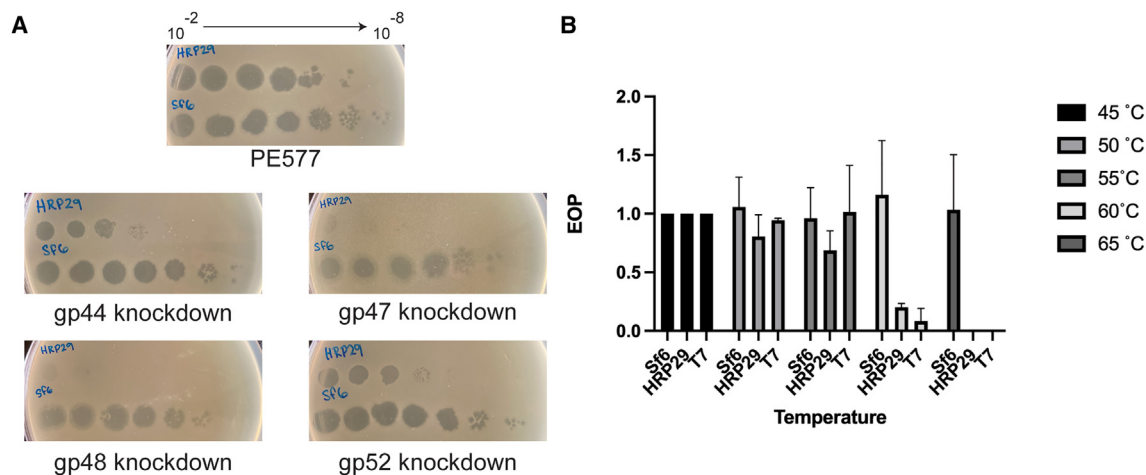 A
10-2
10-8
HRP29
Sf6
PE577
HRP29
Sf6
gp44 knockdown
HRP29
Sf6
gp47 knockdown
HRP29
Sf6
gp48 knockdown
HRP29
Sf6
gp52 knockdown
B
EOP
2.0
1.5
1.0
0.5
0.0
Sf6
HRP29
T7
Sf6
HRP29
T7
Sf6
HRP29
T7
Sf6
HRP29
T7
Sf6
HRP29
T7
Temperature
45 °C
50 °C
55°C
60°C
65 °C